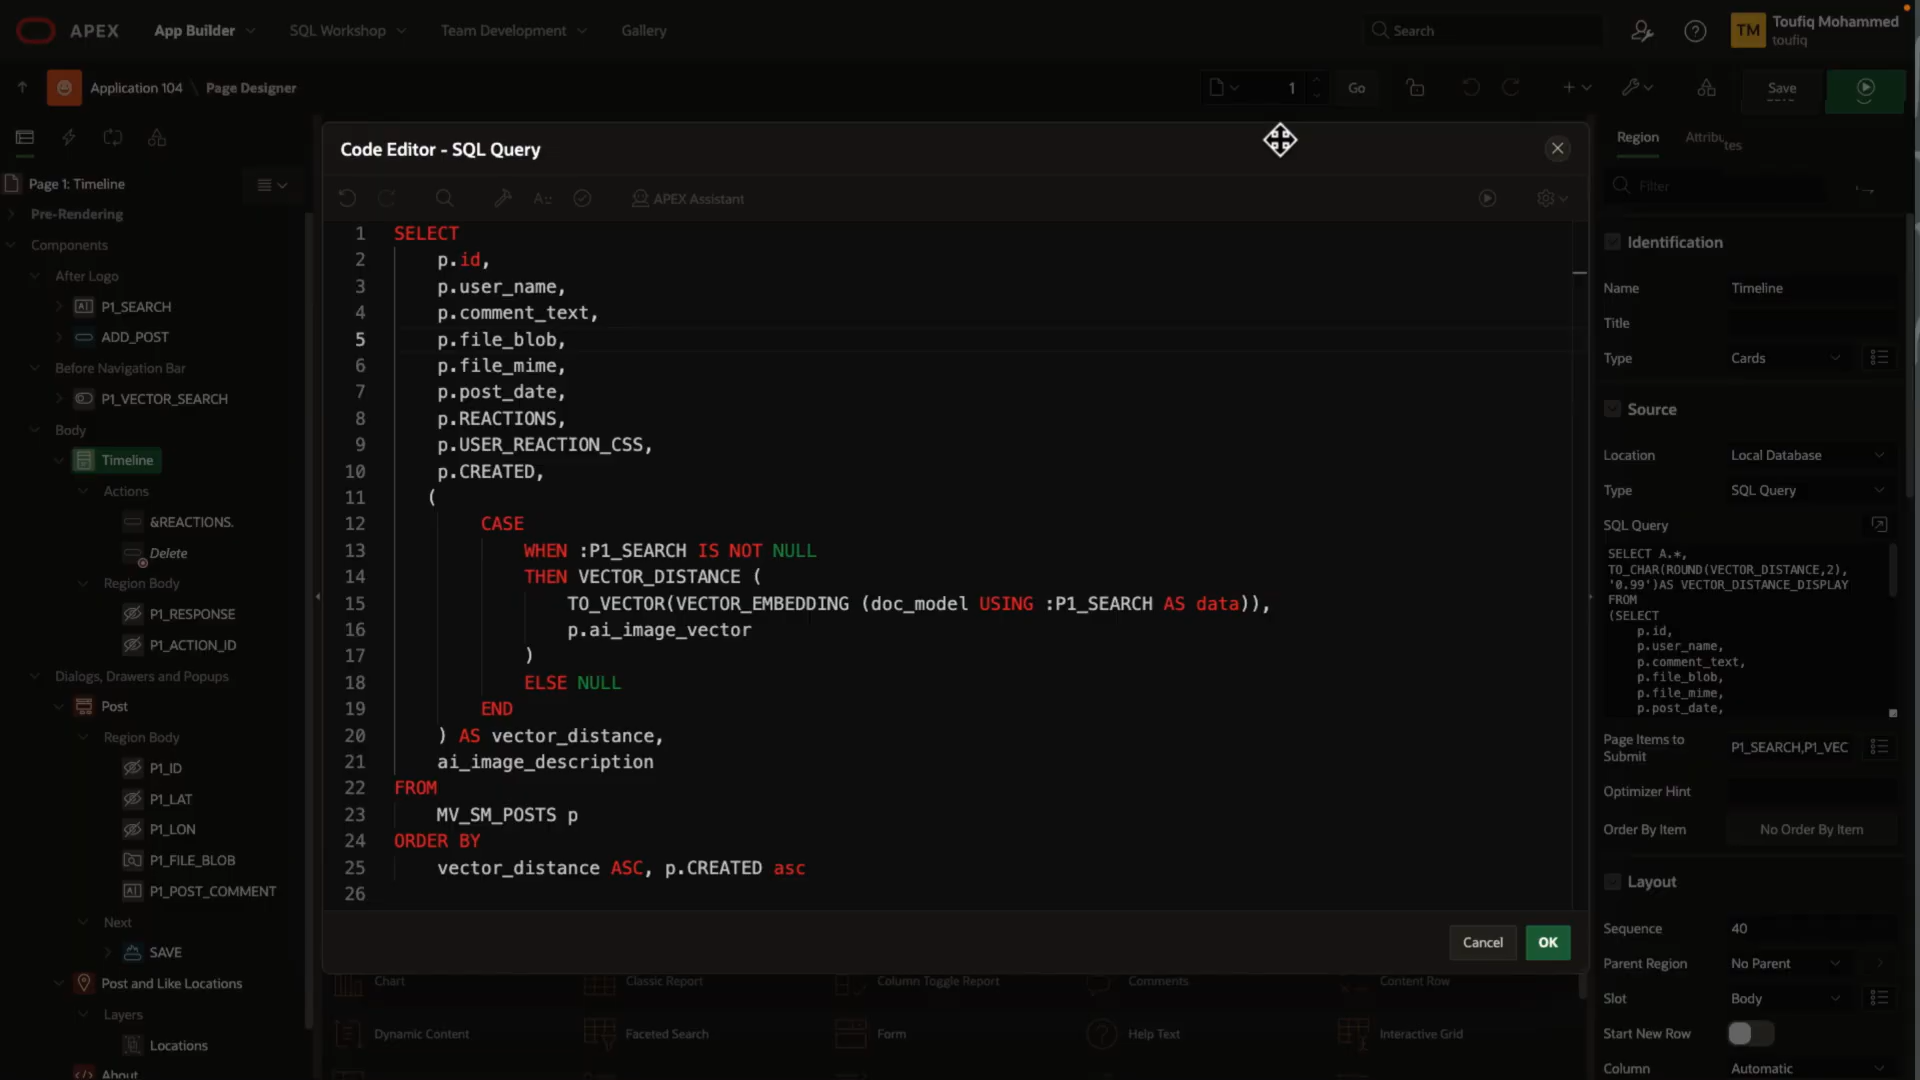 APEX
App Builder
SQL Workshop
Team Development
Gallery
Search
TM
Toufiq Mohammed
toufiq
Application 104 \ Page Designer
1
Go
Save
Page 1: Timeline
Pre-Rendering
Components
After Logo
P1_SEARCH
ADD_POST
Before Navigation Bar
P1_VECTOR_SEARCH
Body
Timeline
Actions
&REACTIONS.
Delete
Region Body
P1_RESPONSE
P1_ACTION_ID
Dialogs, Drawers and Popups
Post
Region Body
P1_ID
P1_LAT
P1_LON
P1_FILE_BLOB
P1_POST_COMMENT
Next
SAVE
Post and Like Locations
Layers
Locations
About
Code Editor - SQL Query
APEX Assistant
1 SELECT
2 p.id,
3 p.user_name,
4 p.comment_text,
5 p.file_blob,
6 p.file_mime,
7 p.post_date,
8 p.REACTIONS,
9 p.USER_REACTION_CSS,
10 p.CREATED,
11 (
12 CASE
13 WHEN :P1_SEARCH IS NOT NULL
14 THEN VECTOR_DISTANCE (
15 TO_VECTOR(VECTOR_EMBEDDING (doc_model USING :P1_SEARCH AS data)),
16 p.ai_image_vector
17 )
18 ELSE NULL
19 END
20 ) AS vector_distance,
21 ai_image_description
22 FROM
23 MV_SM_POSTS p
24 ORDER BY
25 vector_distance ASC, p.CREATED asc
26
Cancel
OK
Chart
Classic Report
Column Toggle Report
Comments
Content Row
Dynamic Content
Faceted Search
Form
Help Text
Interactive Grid
Region
Attributes
Filter
Identification
Name Timeline
Title
Type Cards
Source
Location Local Database
Type SQL Query
SQL Query
SELECT A.*,
TO_CHAR(ROUND(VECTOR_DISTANCE,2),
'0.99')AS VECTOR_DISTANCE_DISPLAY
FROM
(SELECT
p.id,
p.user_name,
p.comment_text,
p.file_blob,
p.file_mime,
p.post_date,
Page Items to
Submit
P1_SEARCH,P1_VEC
Optimizer Hint
Order By Item No Order By Item
Layout
Sequence 40
Parent Region No Parent
Slot Body
Start New Row
Column Automatic